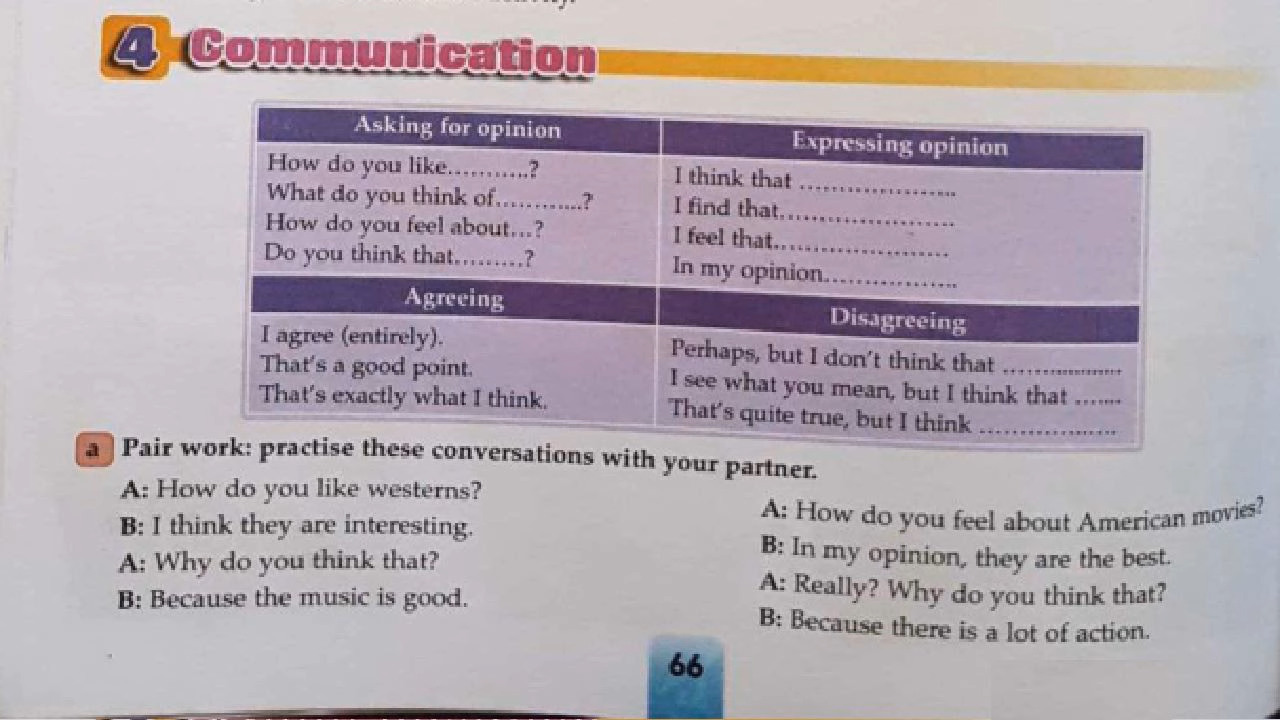 4 Communication
Asking for opinion
How do you like...........?
What do you think of............?
How do you feel about...?
Do you think that.........?
Expressing opinion
I think that ......................
I find that........................
I feel that........................
In my opinion..................
Agreeing
I agree (entirely).
That's a good point.
That's exactly what I think.
Disagreeing
Perhaps, but I don't think that ....................
I see what you mean, but I think that .......
That's quite true, but I think ...................
a Pair work: practise these conversations with your partner.
A: How do you like westerns?
B: I think they are interesting.
A: Why do you think that?
B: Because the music is good.
A: How do you feel about American movies?
B: In my opinion, they are the best.
A: Really? Why do you think that?
B: Because there is a lot of action.
66